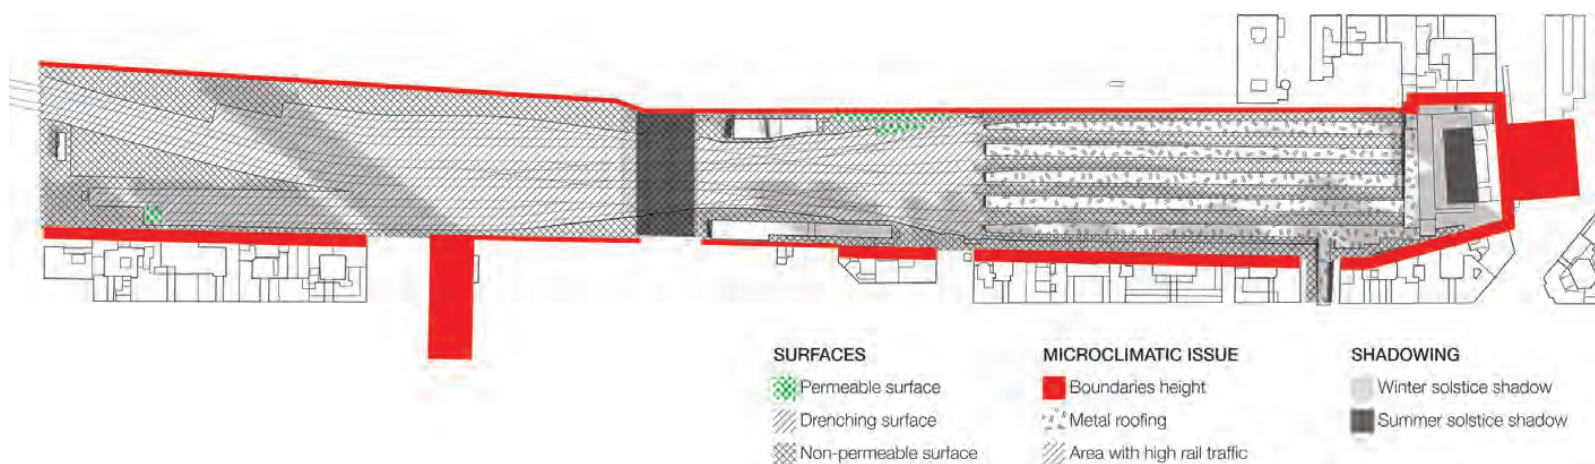 SURFACES
Permeable surface
Drenching surface
Non-permeable surface
MICROCLIMATIC ISSUE
Boundaries height
Metal roofing
Area with high rail traffic
SHADOWING
Winter solstice shadow
Summer solstice shadow